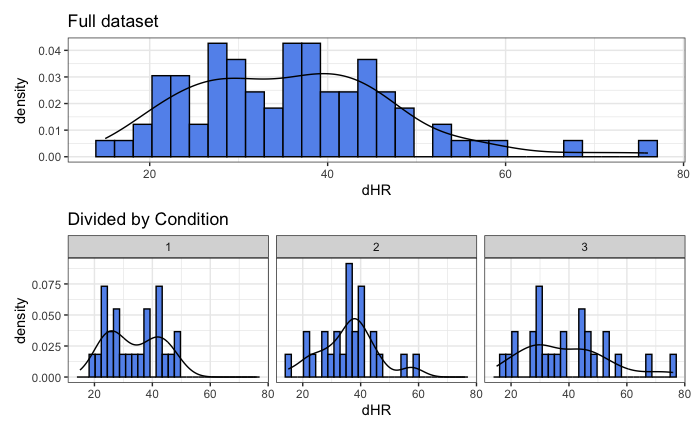 Full dataset
density
0.04
0.03
0.02
0.01
0.00
20 40 60 80
dHR
Divided by Condition
1 2 3
density
0.075
0.050
0.025
0.000
20 40 60 80 20 40 60 80 20 40 60 80
dHR